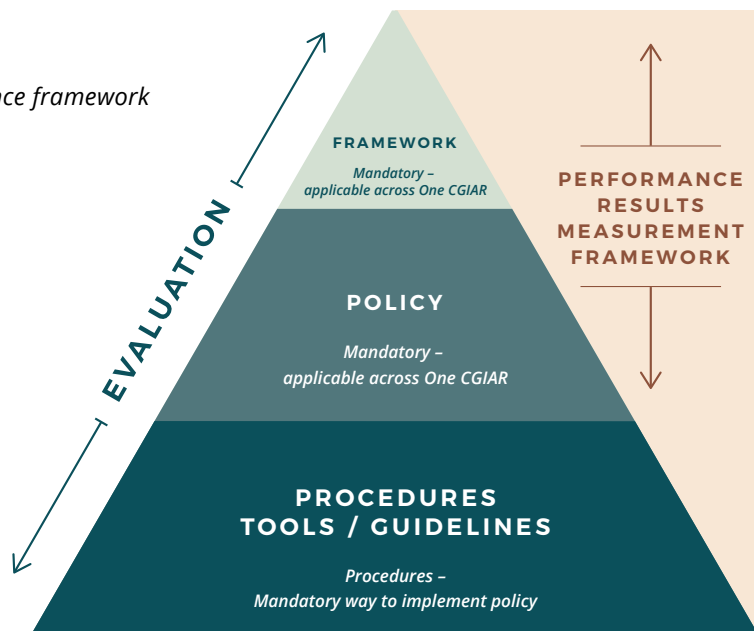 framework
FRAMEWORK
Mandatory –
applicable across One CGIAR
EVALUATION
PERFORMANCE
RESULTS
MEASUREMENT
FRAMEWORK
POLICY
Mandatory –
applicable across One CGIAR
PROCEDURES
TOOLS / GUIDELINES
Procedures –
Mandatory way to implement policy